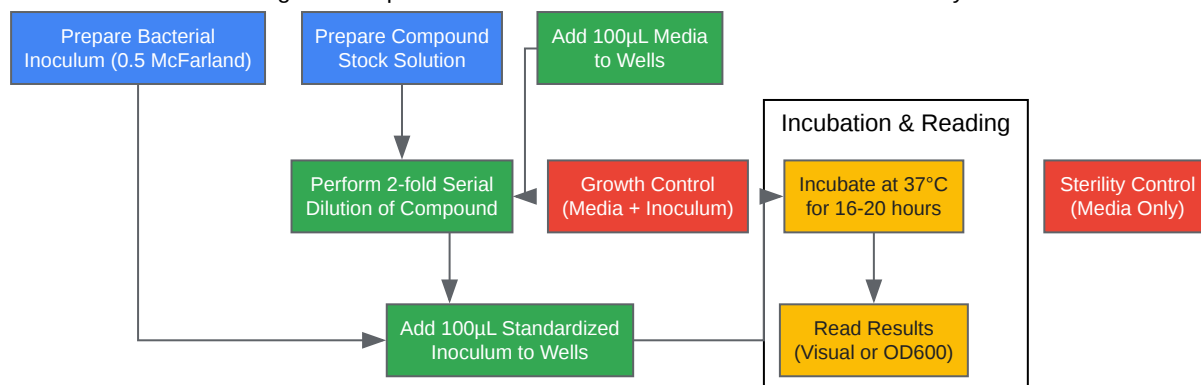 Prepare Bacterial
Inoculum (0.5 McFarland)
Prepare Compound
Stock Solution
Add 100µL Media
to Wells
Incubation & Reading
Perform 2-fold Serial
Dilution of Compound
Growth Control
(Media + Inoculum)
Incubate at 37°C
for 16-20 hours
Sterility Control
(Media Only)
Add 100µL Standardized
Inoculum to Wells
Read Results
(Visual or OD600)